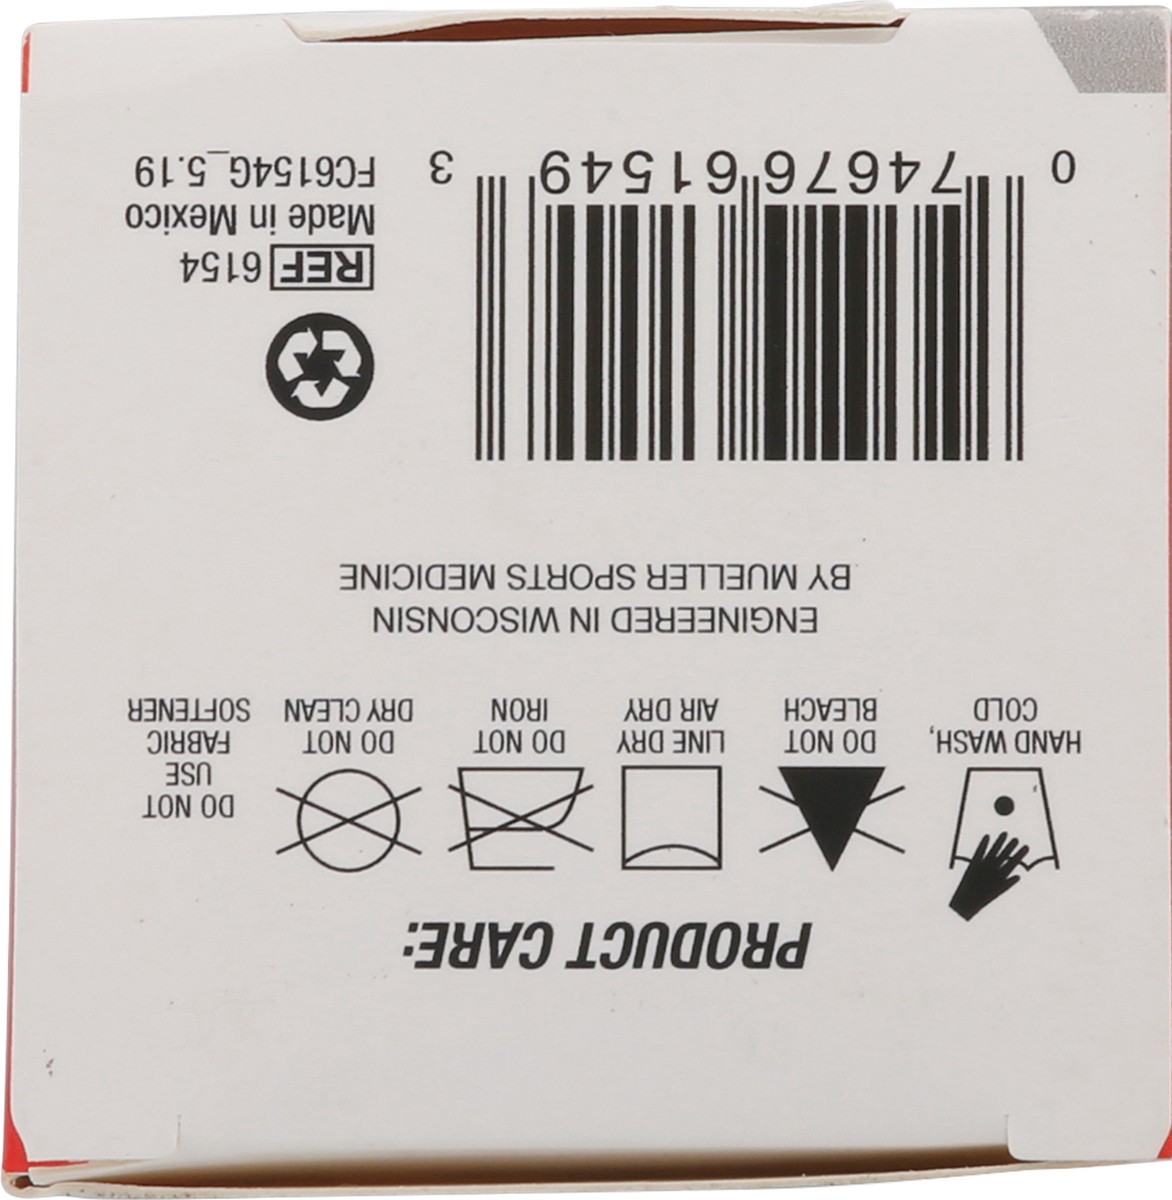 PRODUCT CARE:
HAND WASH,
COLD
DO NOT
BLEACH
LINE DRY
AIR DRY
DO NOT
IRON
DO NOT
DRY CLEAN
DO NOT
USE
FABRIC
SOFTENER
ENGINEERED IN WISCONSIN
BY MUELLER SPORTS MEDICINE
0 74676 61549 3
REF 6154
Made in Mexico
FC6154G_5.19